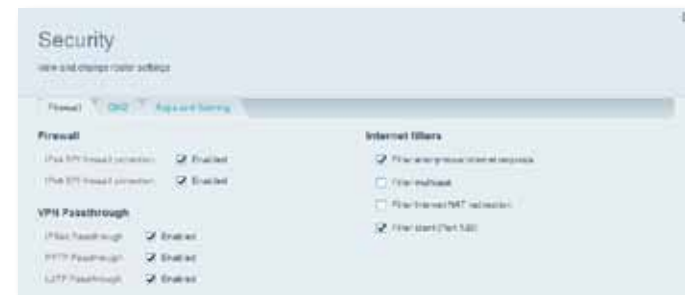 Security
view and change router settings
Firewall DMZ Apps and Gaming
Firewall
IPv4 SPI firewall protection Enabled
IPv6 SPI firewall protection Enabled
VPN Passthrough
IPSec Passthrough Enabled
PPTP Passthrough Enabled
L2TP Passthrough Enabled
Internet filters
Filter anonymous Internet requests
Filter multicast
Filter Internet NAT redirection
Filter ident (Port 113)